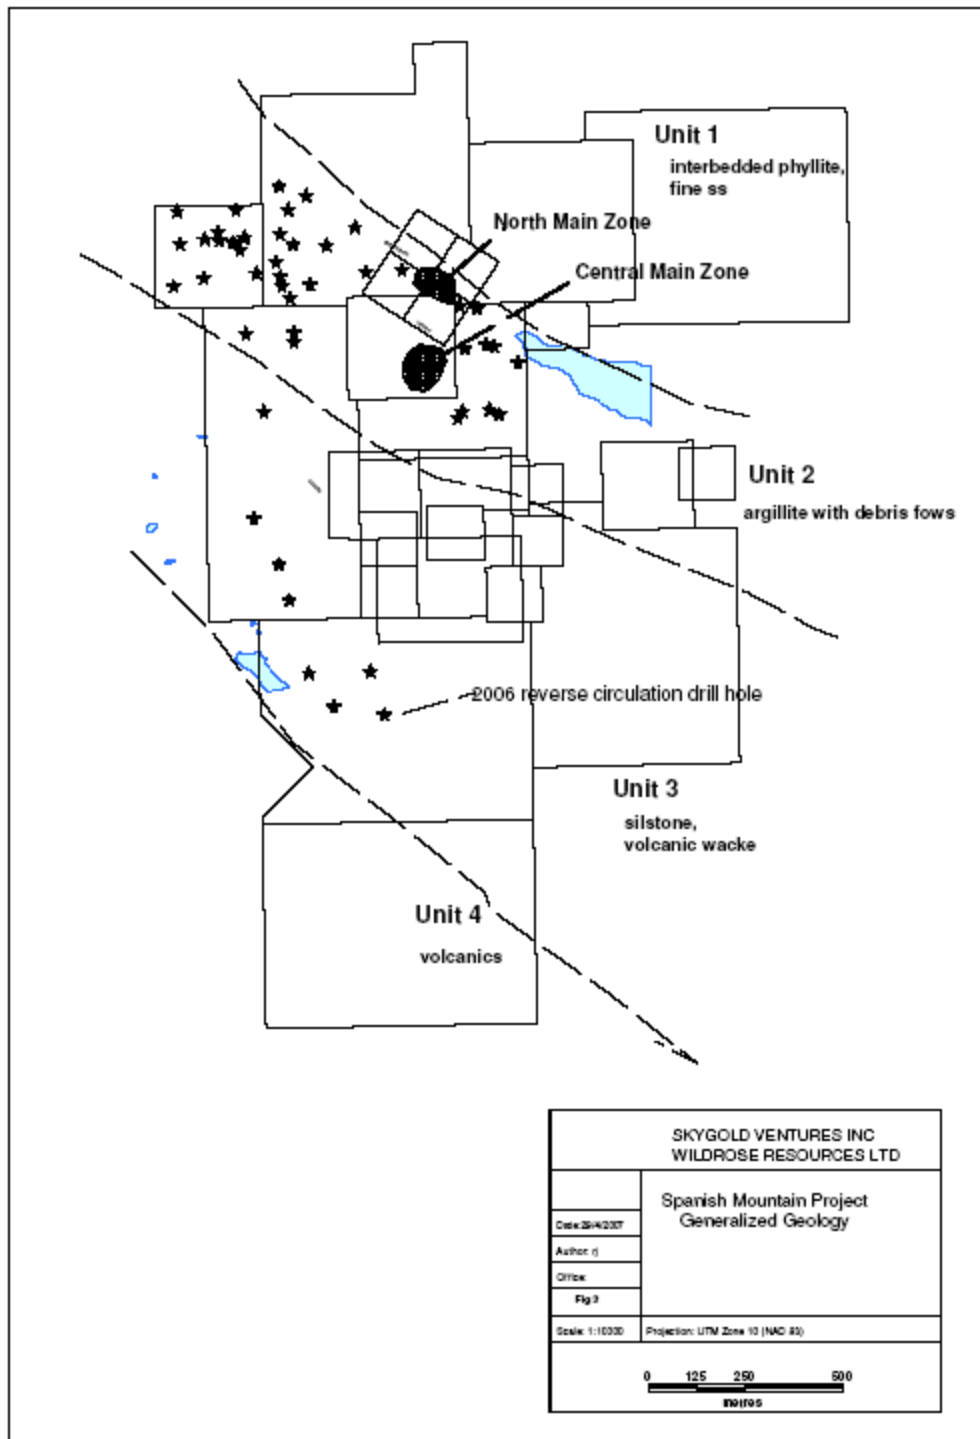 Unit 1
interbedded phyllite,
fine ss
North Main Zone
Central Main Zone
Unit 2
argillite with debris fows
2006 reverse circulation drill hole
Unit 3
silstone,
volcanic wacke
Unit 4
volcanics
SKYGOLD VENTURES INC
WILDROSE RESOURCES LTD
Spanish Mountain Project
Generalized Geology
Date: 29/4/2007
Author: rj
Office:
Fig 2
Scale: 1:10000
Projection: UTM Zone 10 (NAD 83)
0 125 250 500
metres